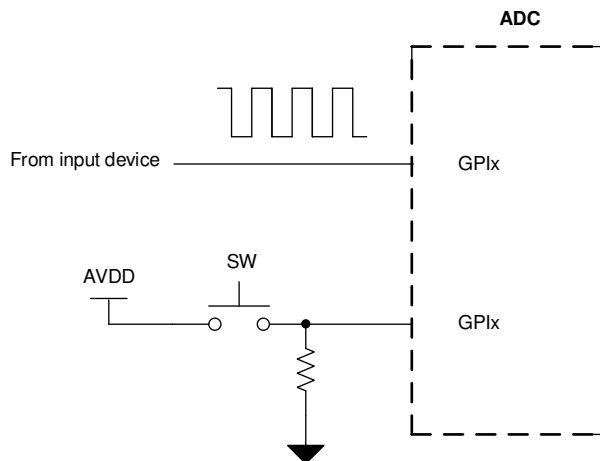 ADC
From input device
GPIx
AVDD
SW
GPIx